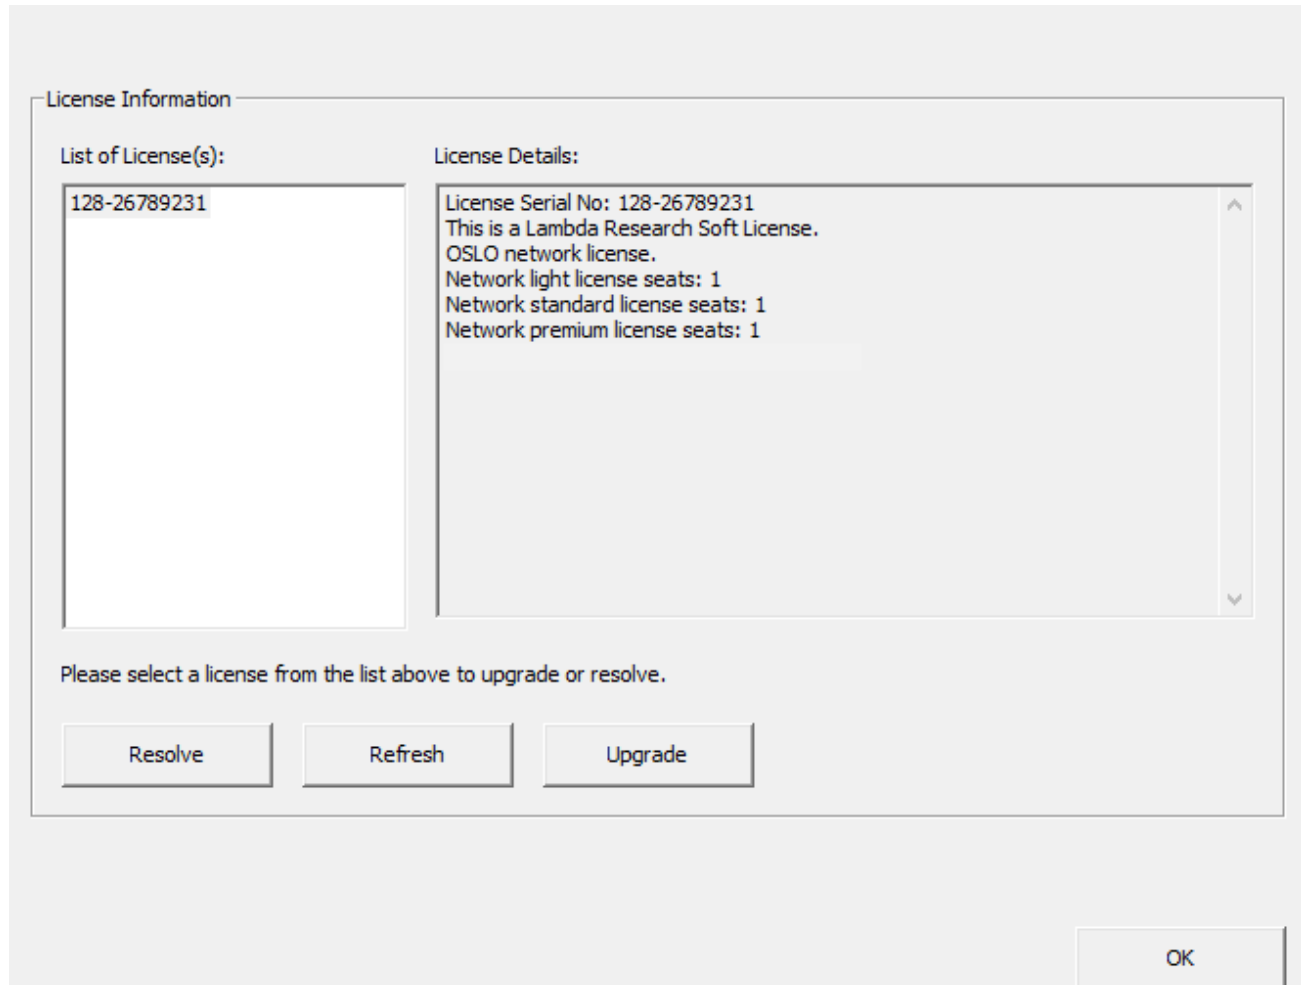 License Information
List of License(s):
License Details:
128-26789231
License Serial No: 128-26789231
This is a Lambda Research Soft License.
OSLO network license.
Network light license seats: 1
Network standard license seats: 1
Network premium license seats: 1
Please select a license from the list above to upgrade or resolve.
Resolve
Refresh
Upgrade
OK